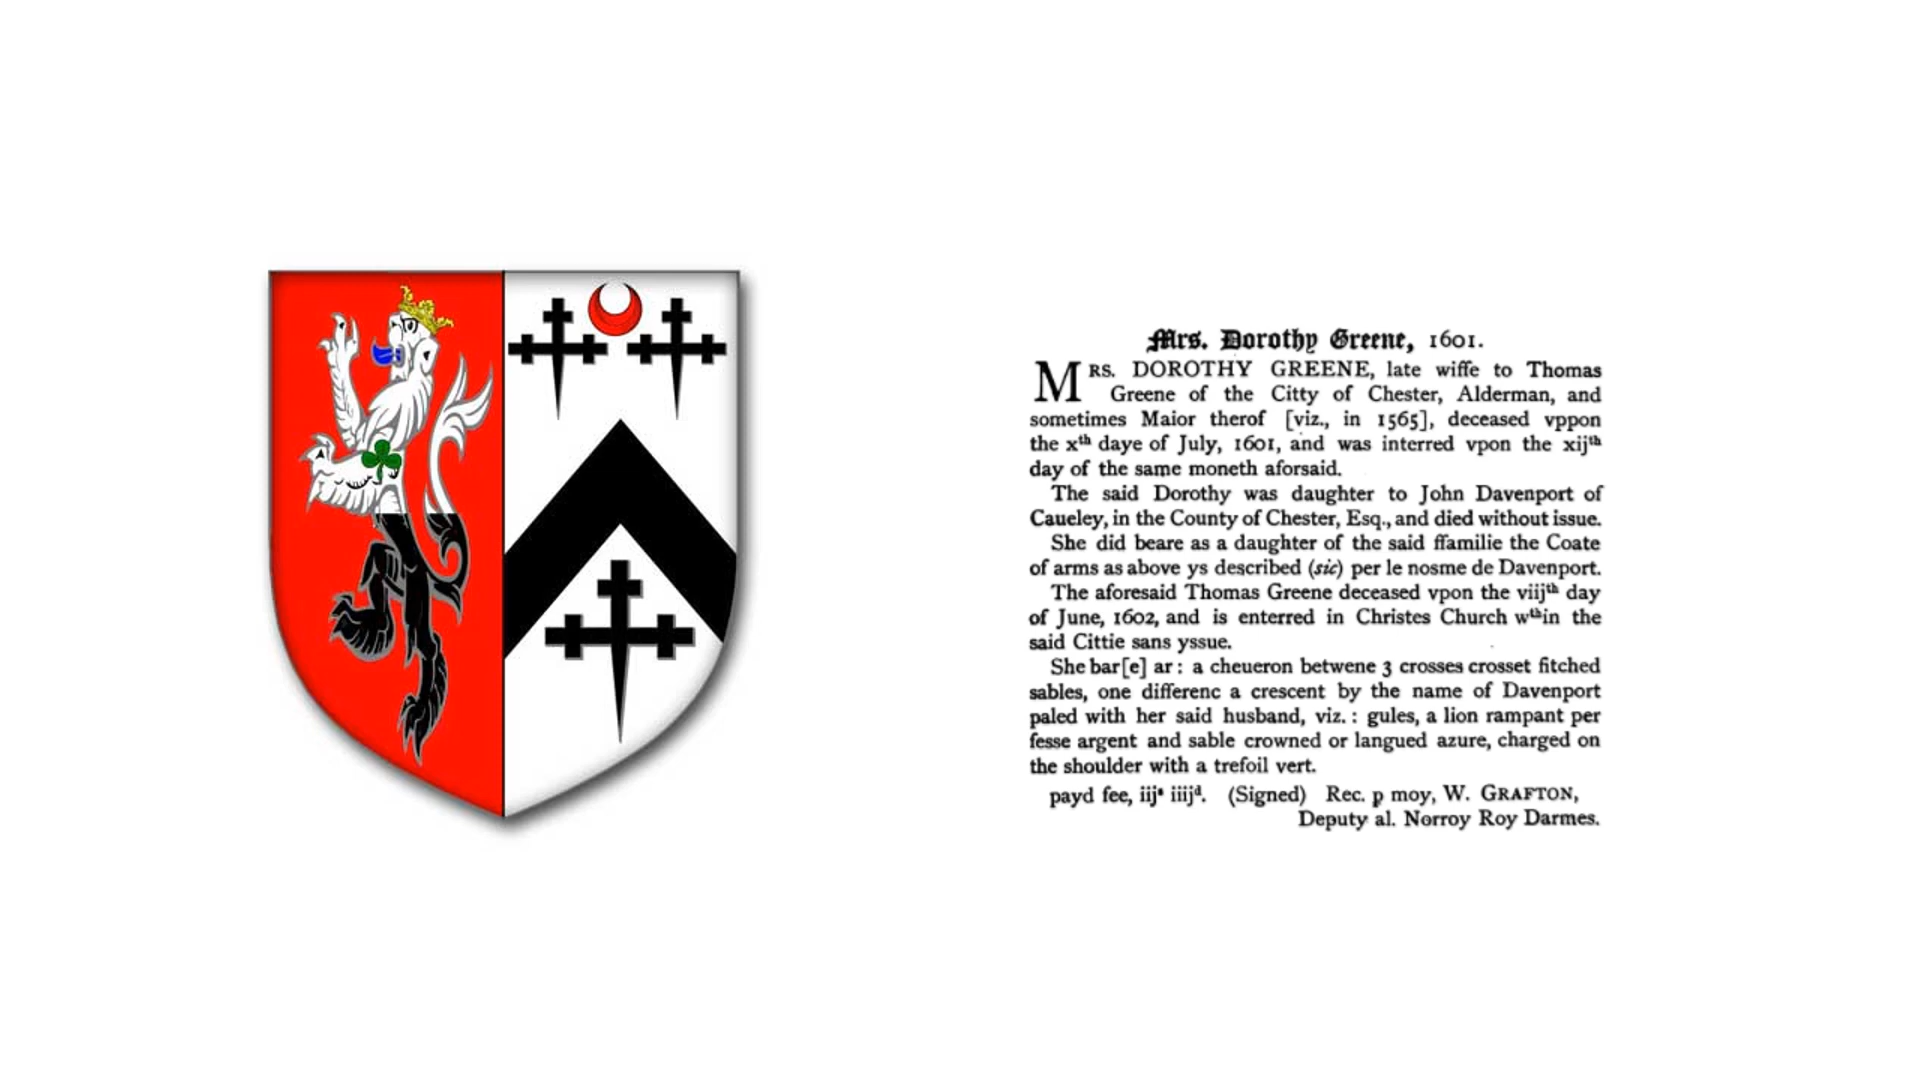 Mrs. Dorothy Greene, 1601.
MRS. DOROTHY GREENE, late wiffe to Thomas
Greene of the Citty of Chester, Alderman, and
sometimes Maior therof [viz., in 1565], deceased vppon
the xth daye of July, 1601, and was interred vpon the xijth
day of the same moneth aforsaid.
The said Dorothy was daughter to John Davenport of
Caueley, in the County of Chester, Esq., and died without issue.
She did beare as a daughter of the said ffamilie the Coate
of arms as above ys described (sic) per le nosme de Davenport.
The aforesaid Thomas Greene deceased vpon the viijth day
of June, 1602, and is enterred in Christes Church wthin the
said Cittie sans yssue.
She bar[e] ar : a cheueron betwene 3 crosses crosset fitched
sables, one differenc a crescent by the name of Davenport
paled with her said husband, viz. : gules, a lion rampant per
fesse argent and sable crowned or langued azure, charged on
the shoulder with a trefoil vert.
payd fee, iijs iiijd. (Signed) Rec. p moy, W. GRAFTON,
Deputy al. Norroy Roy Darmes.